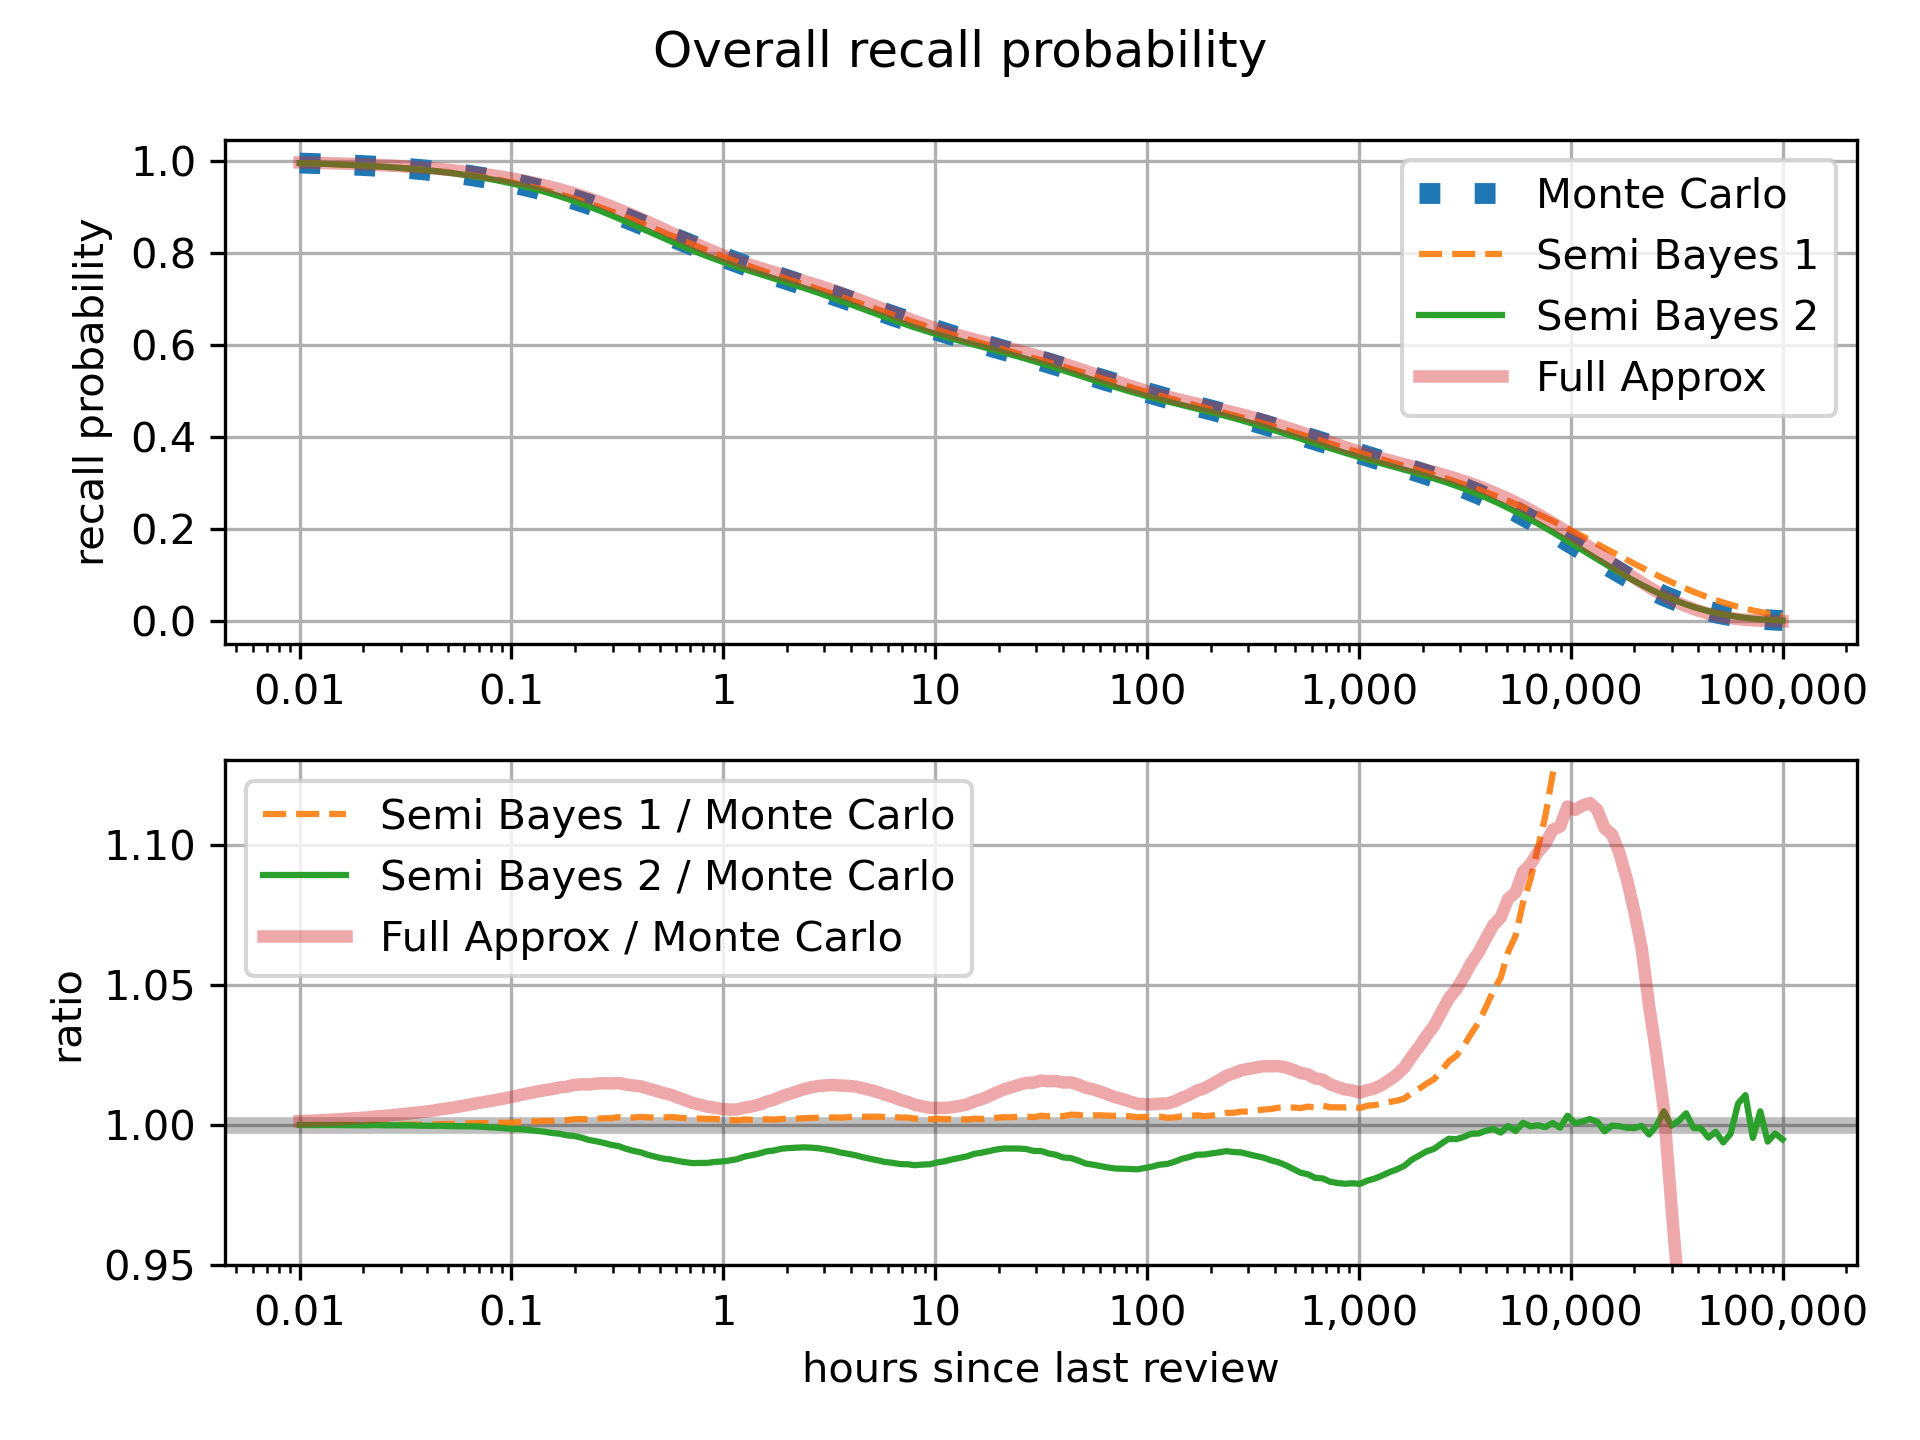 Overall recall probability
1.0
0.8
0.6
0.4
0.2
0.0
recall probability
Monte Carlo
Semi Bayes 1
Semi Bayes 2
Full Approx
0.01 0.1 1 10 100 1,000 10,000 100,000
1.10
1.05
1.00
0.95
ratio
Semi Bayes 1 / Monte Carlo
Semi Bayes 2 / Monte Carlo
Full Approx / Monte Carlo
0.01 0.1 1 10 100 1,000 10,000 100,000
hours since last review